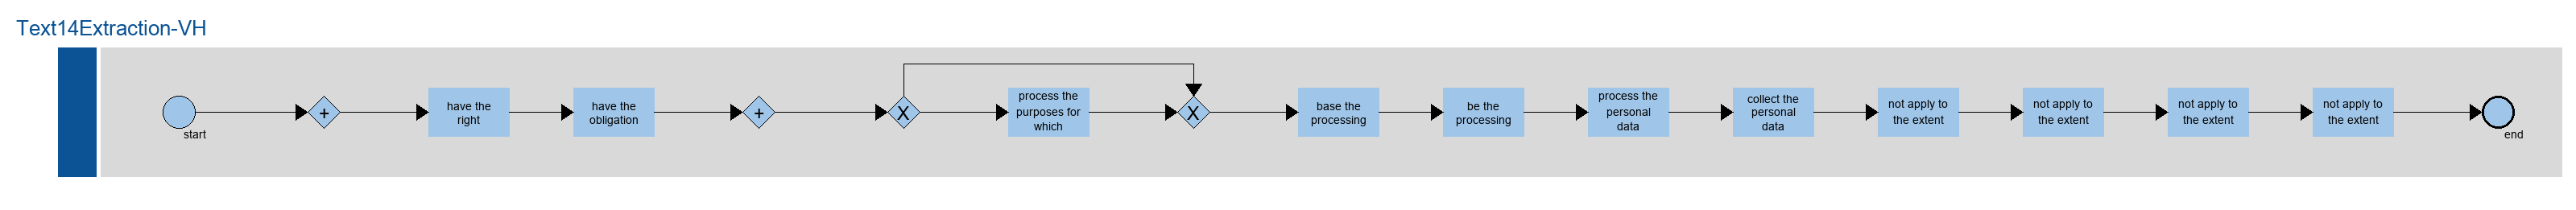 Text14Extraction-VH
start
+
have the
right
have the
obligation
+
X
process the
purposes for
which
X
base the
processing
be the
processing
process the
personal
data
collect the
personal
data
not apply to
the extent
not apply to
the extent
not apply to
the extent
not apply to
the extent
end